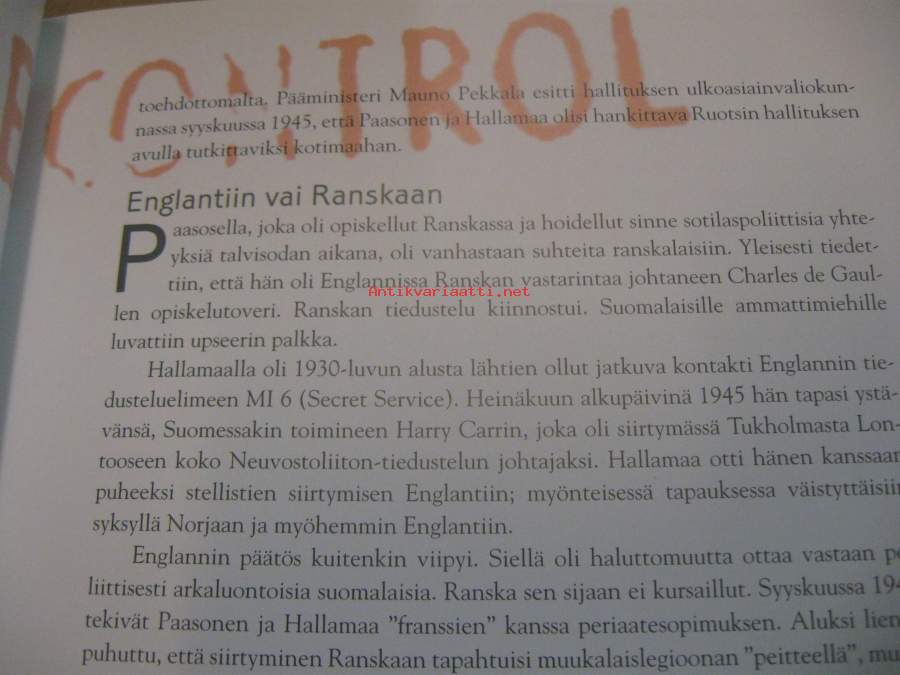 CONTROL
toehdottomalta. Pääministeri Mauno Pekkala esitti hallituksen ulkoasiainvaliokun-
nassa syyskuussa 1945, että Paasonen ja Hallamaa olisi hankittava Ruotsin hallituksen
avulla tutkittaviksi kotimaahan.
Englantiin vai Ranskaan
Paasosella, joka oli opiskellut Ranskassa ja hoidellut sinne sotilaspoliittisia yhte-
yksiä talvisodan aikana, oli vanhastaan suhteita ranskalaisiin. Yleisesti tiedet-
tiin, että hän oli Englannissa Ranskan vastarintaa johtaneen Charles de Gaul-
Antikvariaatti.net
len opiskelutoveri. Ranskan tiedustelu kiinnostui. Suomalaisille ammattimiehille
luvattiin upseerin palkka.
Hallamaalla oli 1930-luvun alusta lähtien ollut jatkuva kontakti Englannin tie-
dusteluelimeen MI 6 (Secret Service). Heinäkuun alkupäivinä 1945 hän tapasi ystä-
vänsä, Suomessakin toimineen Harry Carrin, joka oli siirtymässä Tukholmasta Lon-
tooseen koko Neuvostoliiton-tiedustelun johtajaksi. Hallamaa otti hänen kanssaan
puheeksi stellistien siirtymisen Englantiin; myönteisessä tapauksessa väistyttäisiin
syksyllä Norjaan ja myöhemmin Englantiin.
Englannin päätös kuitenkin viipyi. Siellä oli haluttomuutta ottaa vastaan po
liittisesti arkaluontoisia suomalaisia. Ranska sen sijaan ei kursaillut. Syyskuussa 194
tekivät Paasonen ja Hallamaa ”franssien” kanssa periaatesopimuksen. Aluksi lien
puhuttu, että siirtyminen Ranskaan tapahtuisi muukalaislegioonan ”peitteellä”, mu